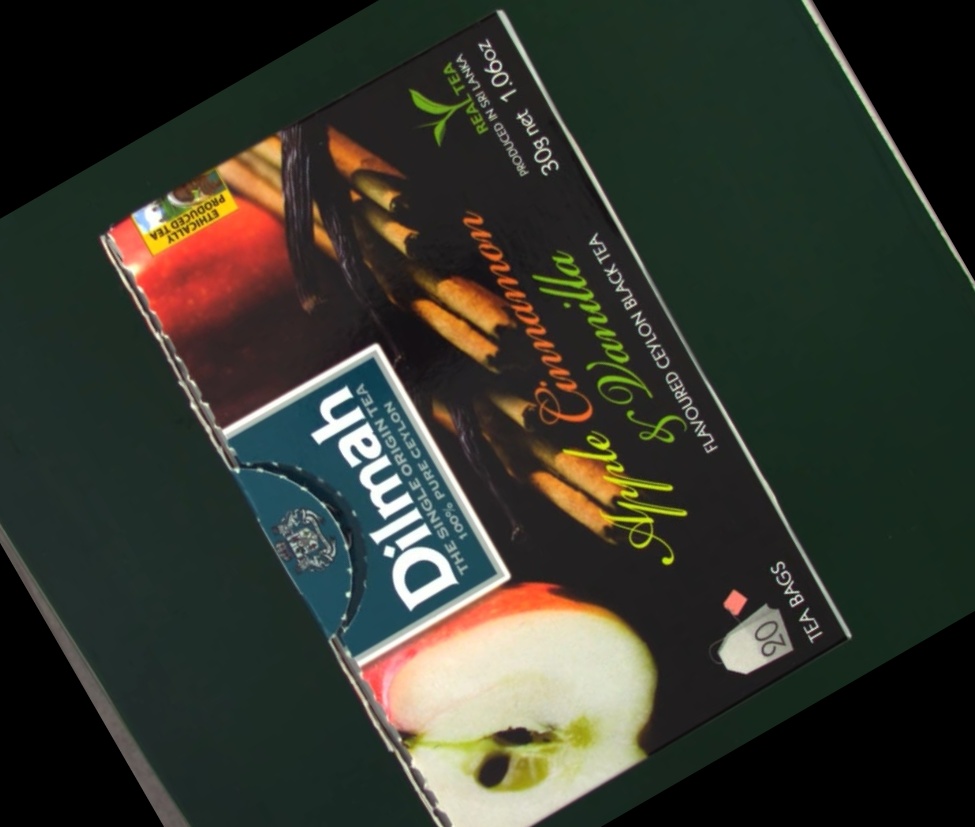 Dilmah
THE SINGLE ORIGIN TEA
100% PURE CEYLON
ETHICALLY
PRODUCED TEA
Apple Cinnamon
& Vanilla
FLAVOURED CEYLON BLACK TEA
20
TEA BAGS
REAL TEA
PRODUCED IN SRI LANKA
30g net 1.06oz